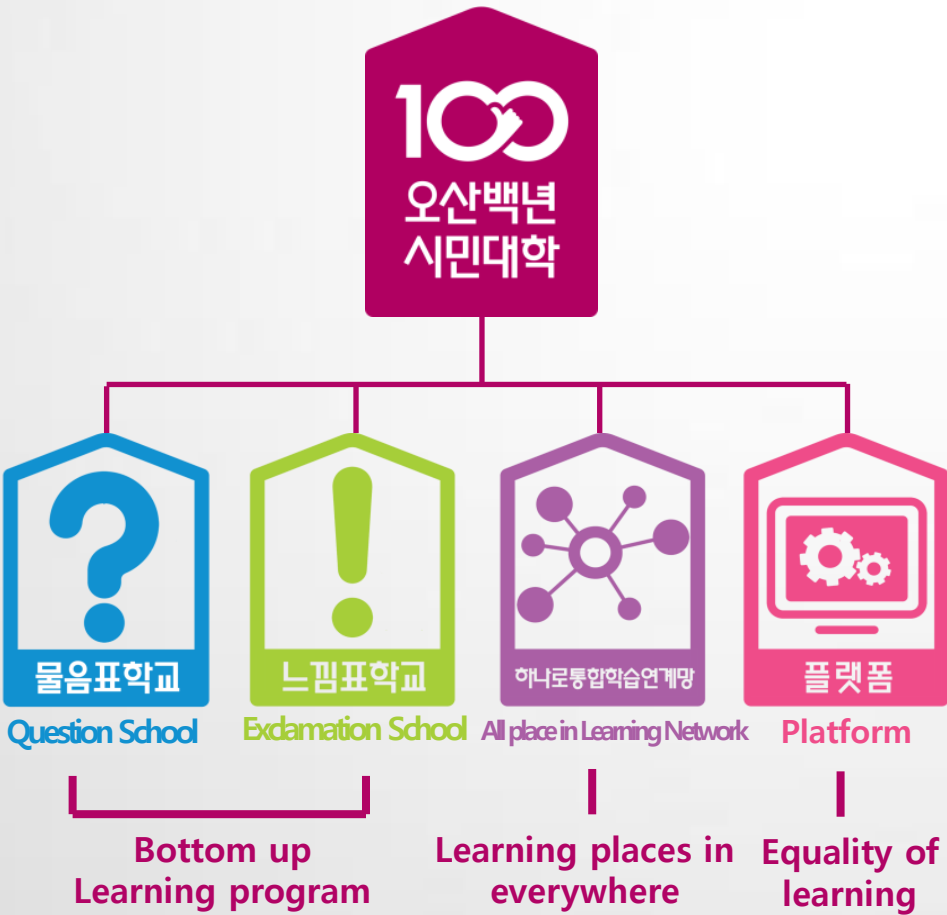 100
오산백년
시민대학
?
!
물음표학교
느낌표학교
하나로통합학습연계망
플랫폼
Question School
Exclamation School
All place in Learning Network
Platform
Bottom up
Learning program
Learning places in
everywhere
Equality of
learning